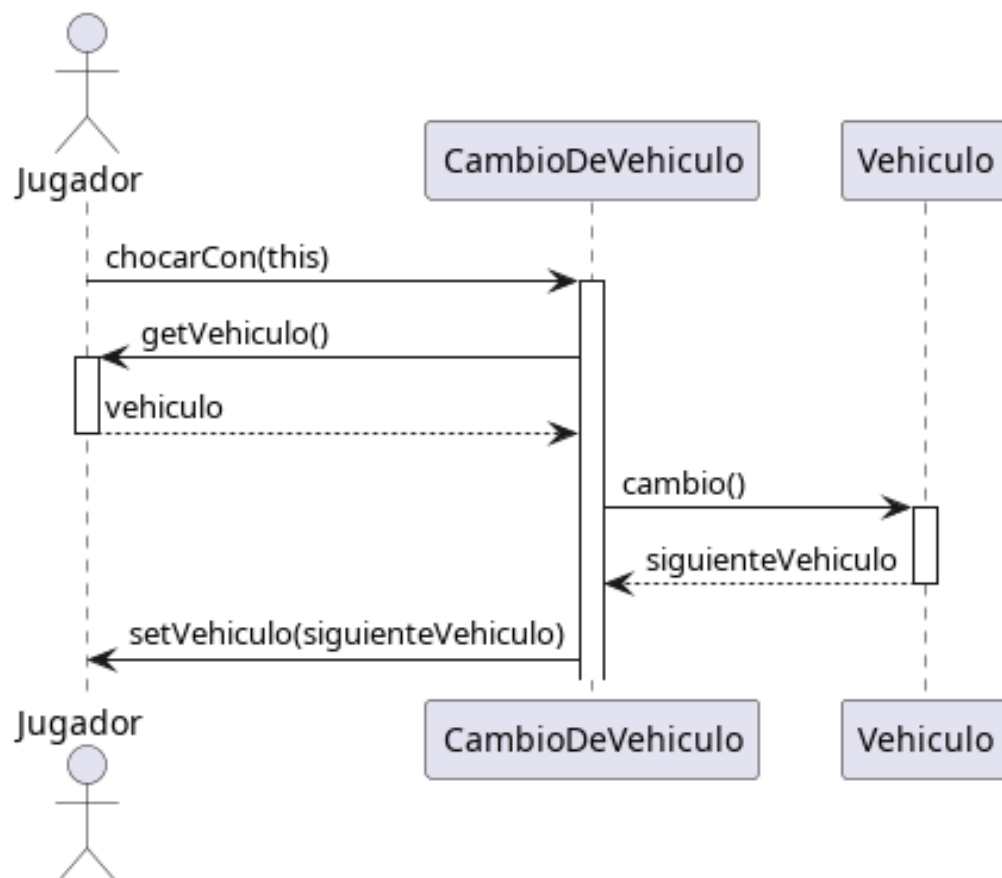 Jugador
CambioDeVehiculo
Vehiculo
chocarCon(this)
getVehiculo()
vehiculo
cambio()
siguienteVehiculo
setVehiculo(siguienteVehiculo)
Jugador
CambioDeVehiculo
Vehiculo